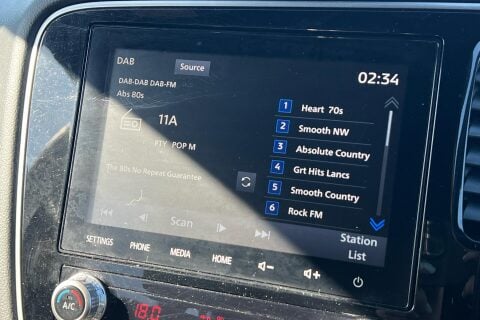 DAB
Source
02:34
DAB-DAB DAB-FM
Abs 80s
11A
PTY POP M
The 80s No Repeat Guarantee
1 Heart 70s
2 Smooth NW
3 Absolute Country
4 Grt Hits Lancs
5 Smooth Country
6 Rock FM
Scan
Station
List
SETTINGS
PHONE
MEDIA
HOME
A/C
18.0